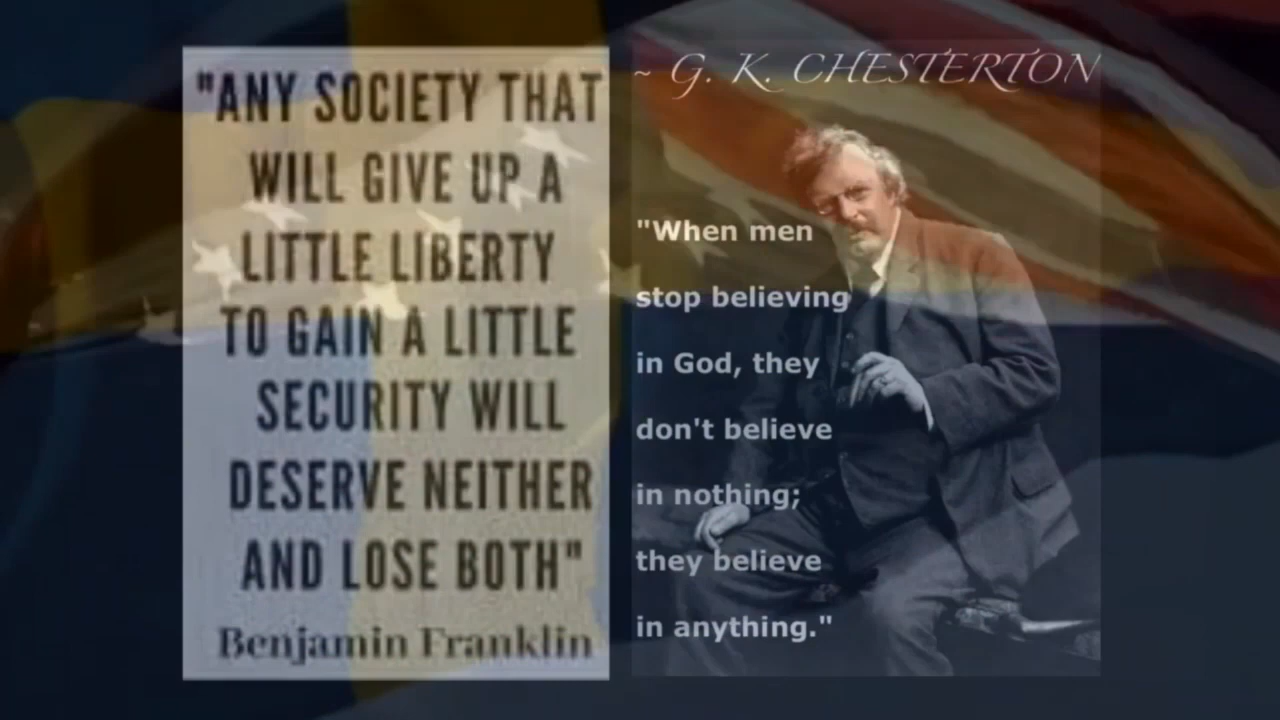 "ANY SOCIETY THAT
WILL GIVE UP A
LITTLE LIBERTY
TO GAIN A LITTLE
SECURITY WILL
DESERVE NEITHER
AND LOSE BOTH"
Benjamin Franklin
~ G. K. CHESTERTON
"When men
stop believing
in God, they
don't believe
in nothing;
they believe
in anything."